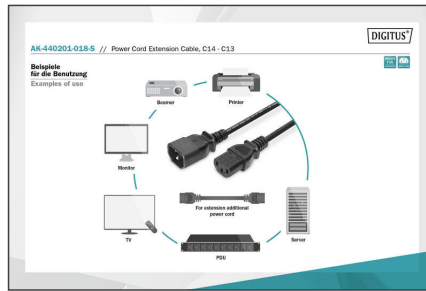 DIGITUS®
AK-440201-018-S // Power Cord Extension Cable, C14 - C13
Beispiele
für die Benutzung
Examples of use
Boomer
Printer
Monitor
For extension additional
power cord
TV
Server
PDU